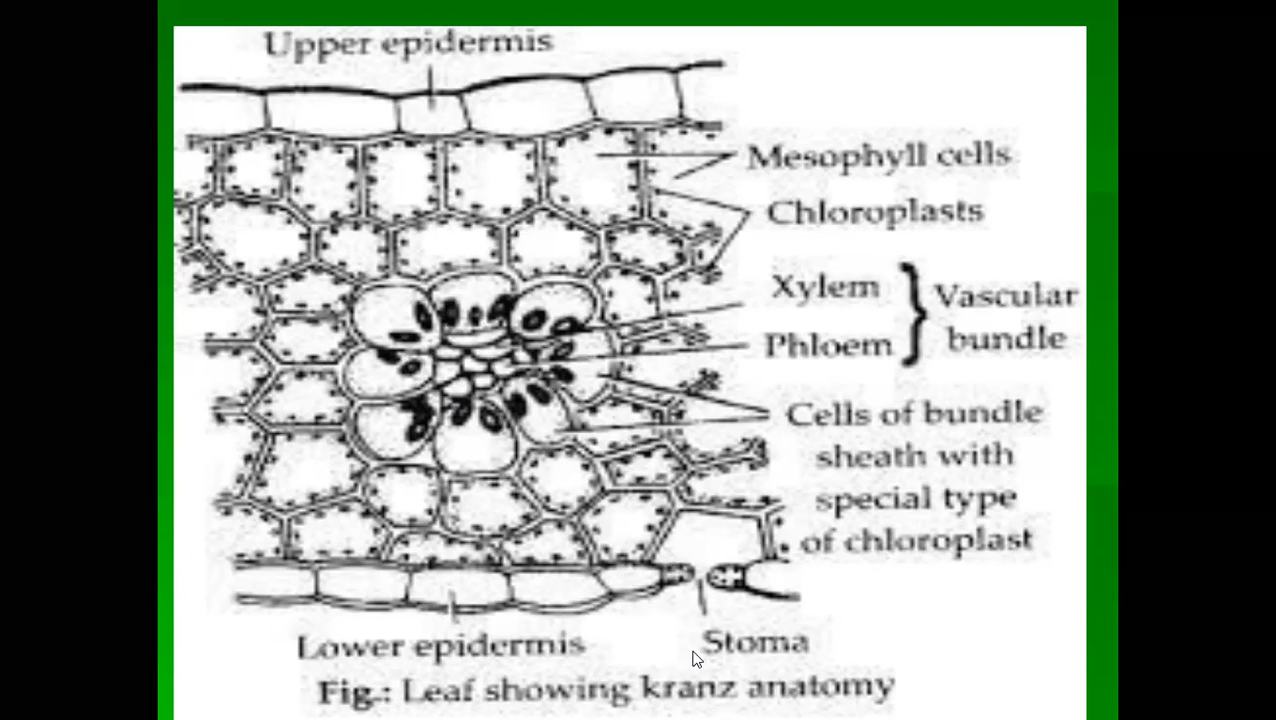 Upper epidermis
Mesophyll cells
Chloroplasts
Xylem
Phloem
} Vascular
bundle
Cells of bundle
sheath with
special type
of chloroplast
Lower epidermis
Stoma
Fig.: Leaf showing kranz anatomy